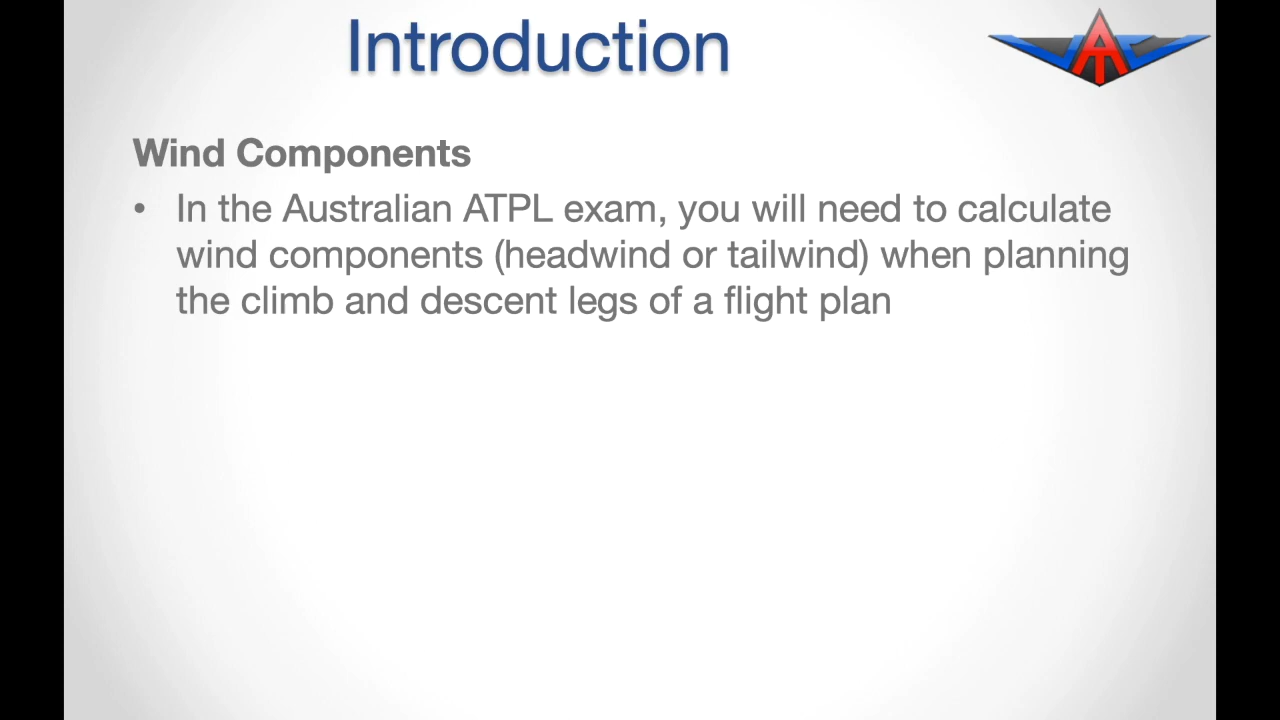 Introduction
Wind Components
• In the Australian ATPL exam, you will need to calculate
wind components (headwind or tailwind) when planning
the climb and descent legs of a flight plan